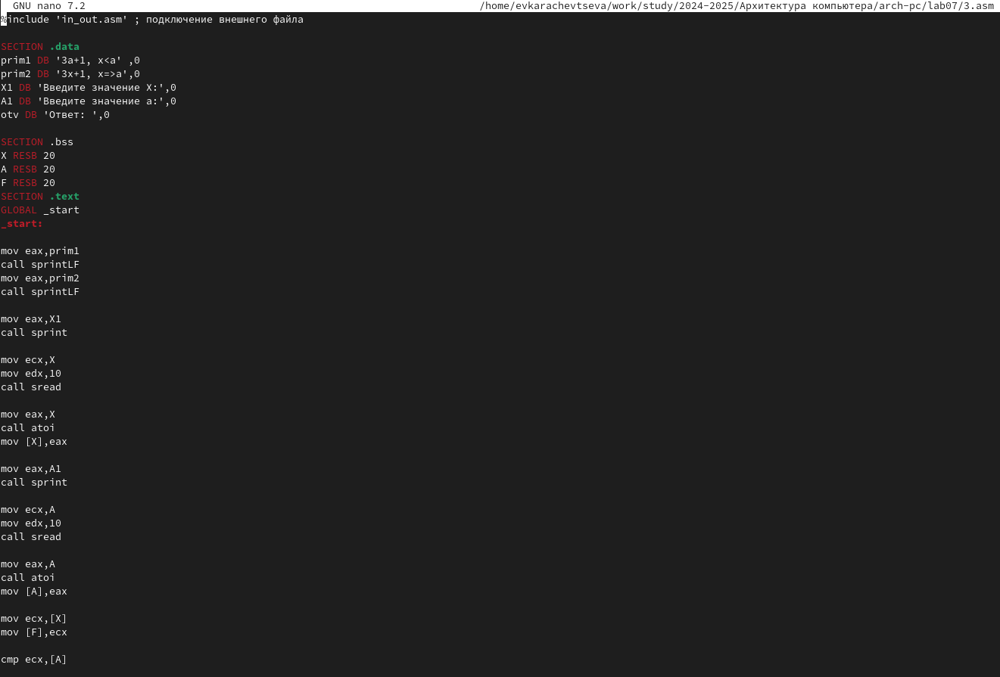 GNU nano 7.2 /home/evkarachevtseva/work/study/2024-2025/Архитектура компьютера/arch-pc/lab07/3.asm
%include 'in_out.asm' ; подключение внешнего файла
SECTION .data
prim1 DB '3a+1, x<a' ,0
prim2 DB '3x+1, x=>a',0
X1 DB 'Введите значение X:',0
A1 DB 'Введите значение a:',0
otv DB 'Ответ: ',0
SECTION .bss
X RESB 20
A RESB 20
F RESB 20
SECTION .text
GLOBAL _start
_start:
mov eax,prim1
call sprintLF
mov eax,prim2
call sprintLF
mov eax,X1
call sprint
mov ecx,X
mov edx,10
call sread
mov eax,X
call atoi
mov [X],eax
mov eax,A1
call sprint
mov ecx,A
mov edx,10
call sread
mov eax,A
call atoi
mov [A],eax
mov ecx,[X]
mov [F],ecx
cmp ecx,[A]